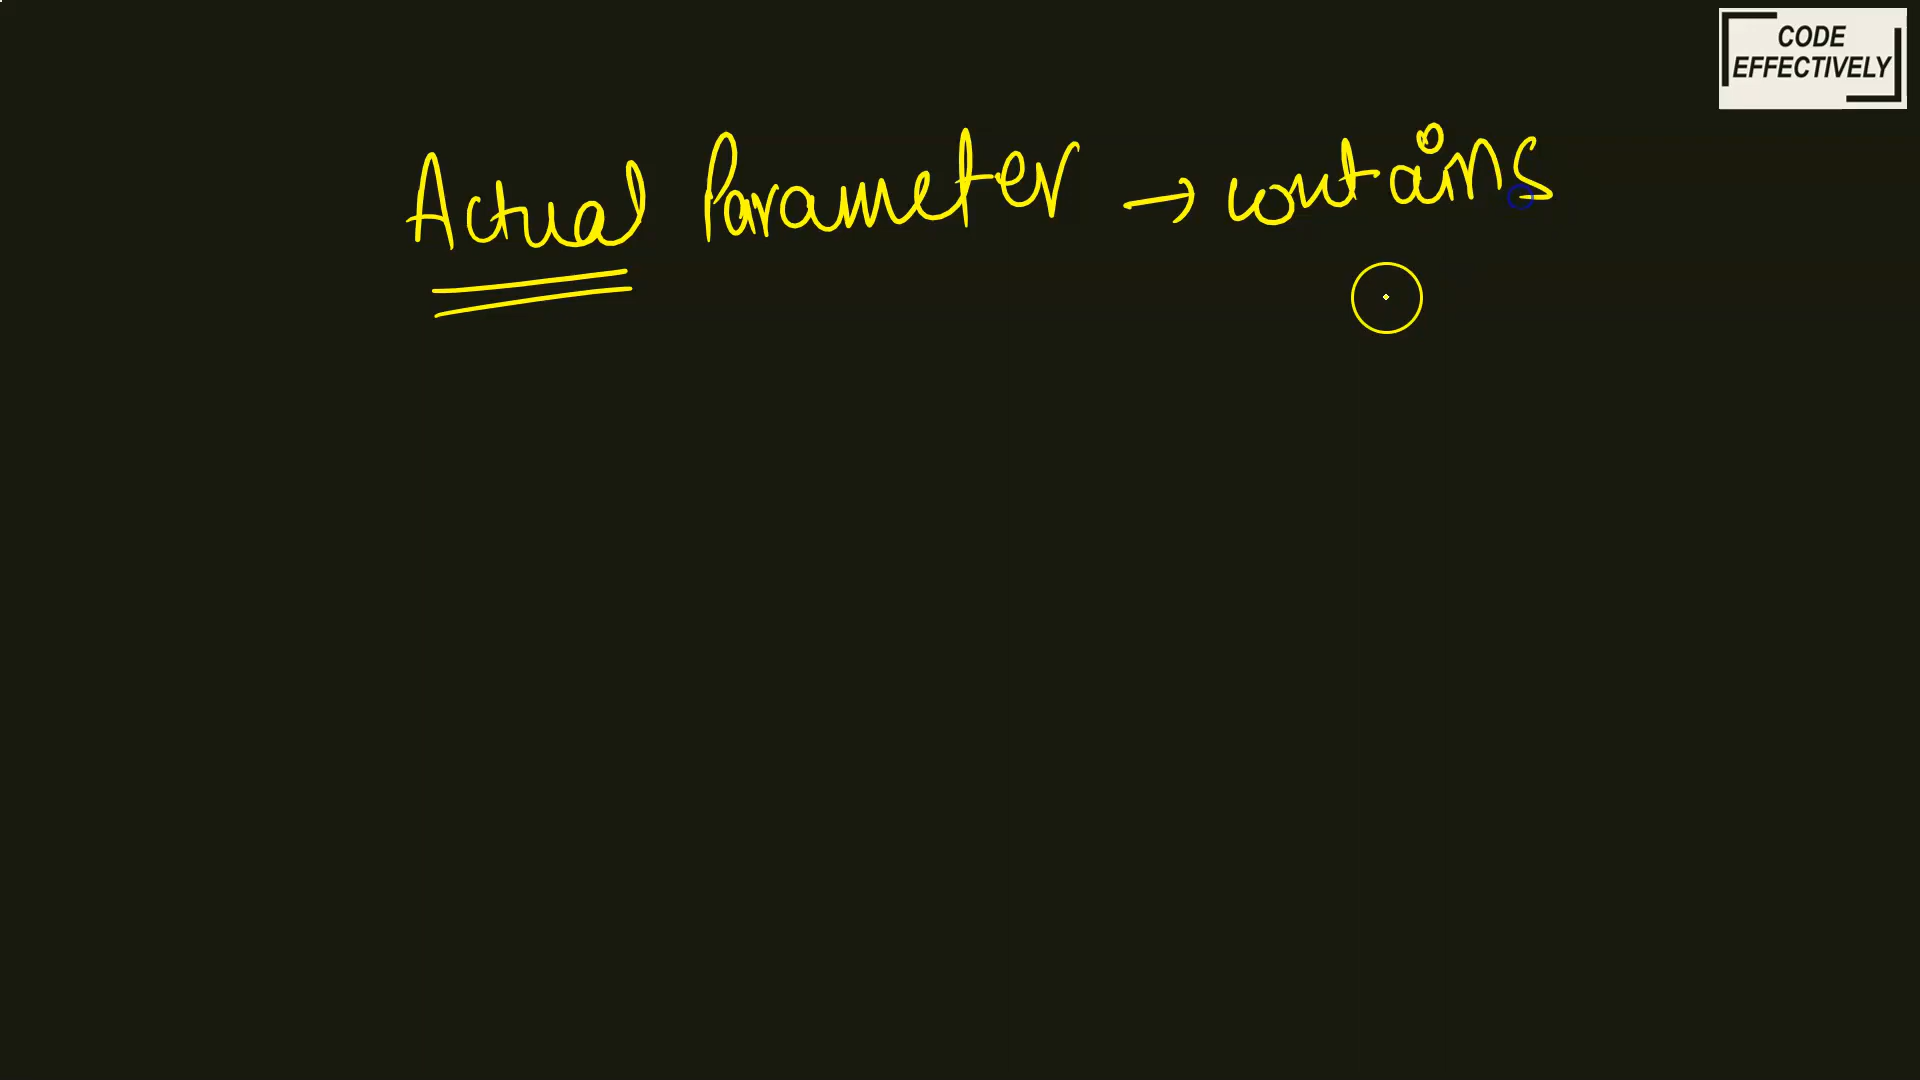 CODE
EFFECTIVELY
Actual Parameter → contains